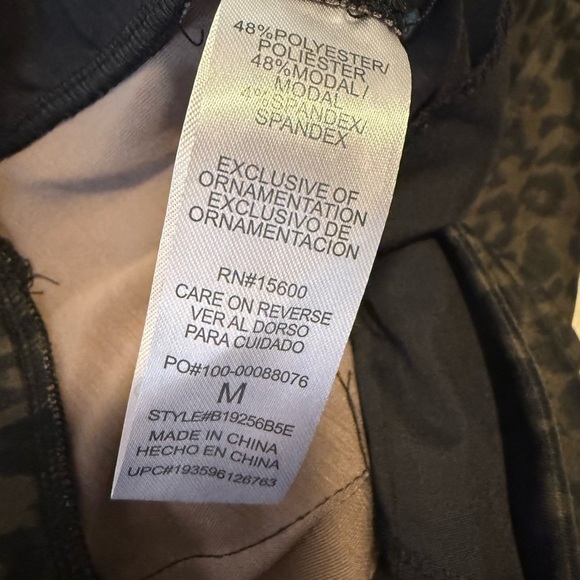 48%POLYESTER/
POLIESTER
48%MODAL/
MODAL
4%SPANDEX/
SPANDEX
EXCLUSIVE OF
ORNAMENTATION
EXCLUSIVO DE
ORNAMENTACIÓN
RN#15600
CARE ON REVERSE
VER AL DORSO
PARA CUIDADO
PO#100-00088076
M
STYLE#B19256B5E
MADE IN CHINA
HECHO EN CHINA
UPC#193596126763